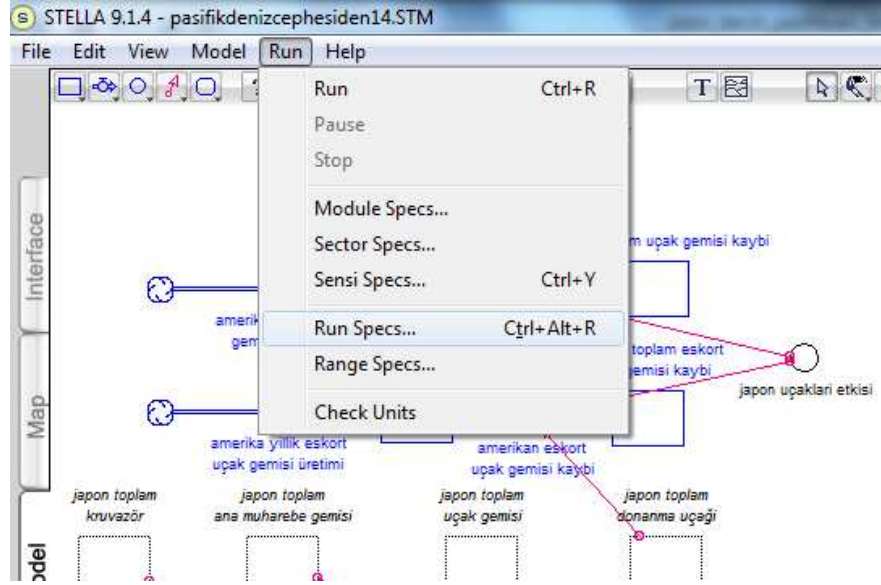 STELLA 9.1.4 - pasifikdenizcephesiden14.STM
File Edit View Model Run Help
T
Run Ctrl+R
Pause
Stop
Module Specs...
Sector Specs...
Sensi Specs... Ctrl+Y
Run Specs... Ctrl+Alt+R
Range Specs...
Check Units
Interface
Map
uçak gemisi kaybi
toplam eskort
gemisi kaybi
japon uçaklari etkisi
amerika yillik eskort
uçak gemisi üretimi
amerikan eskort
uçak gemisi kaybi
japon toplam
kruvazör
japon toplam
ana muharebe gemisi
japon toplam
uçak gemisi
japon toplam
donanma uçaği